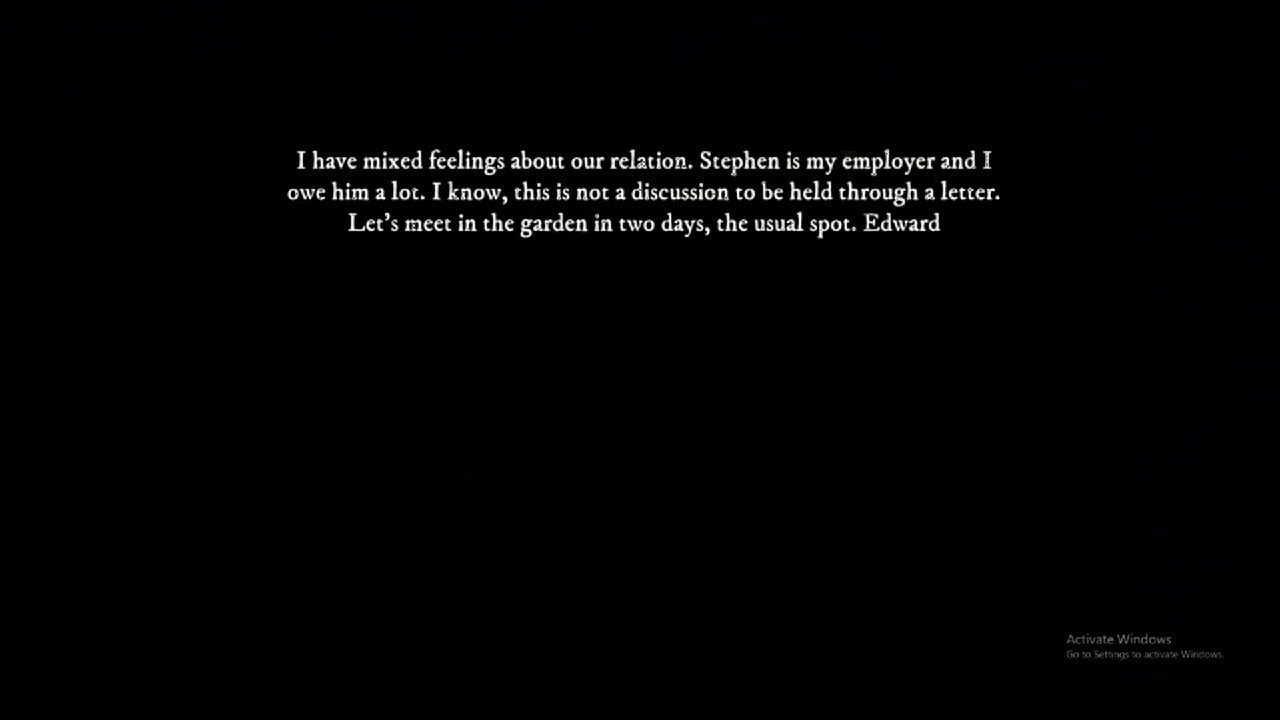 I have mixed feelings about our relation. Stephen is my employer and I
owe him a lot. I know, this is not a discussion to be held through a letter.
Let's meet in the garden in two days, the usual spot. Edward
Activate Windows
Go to Settings to activate Windows.